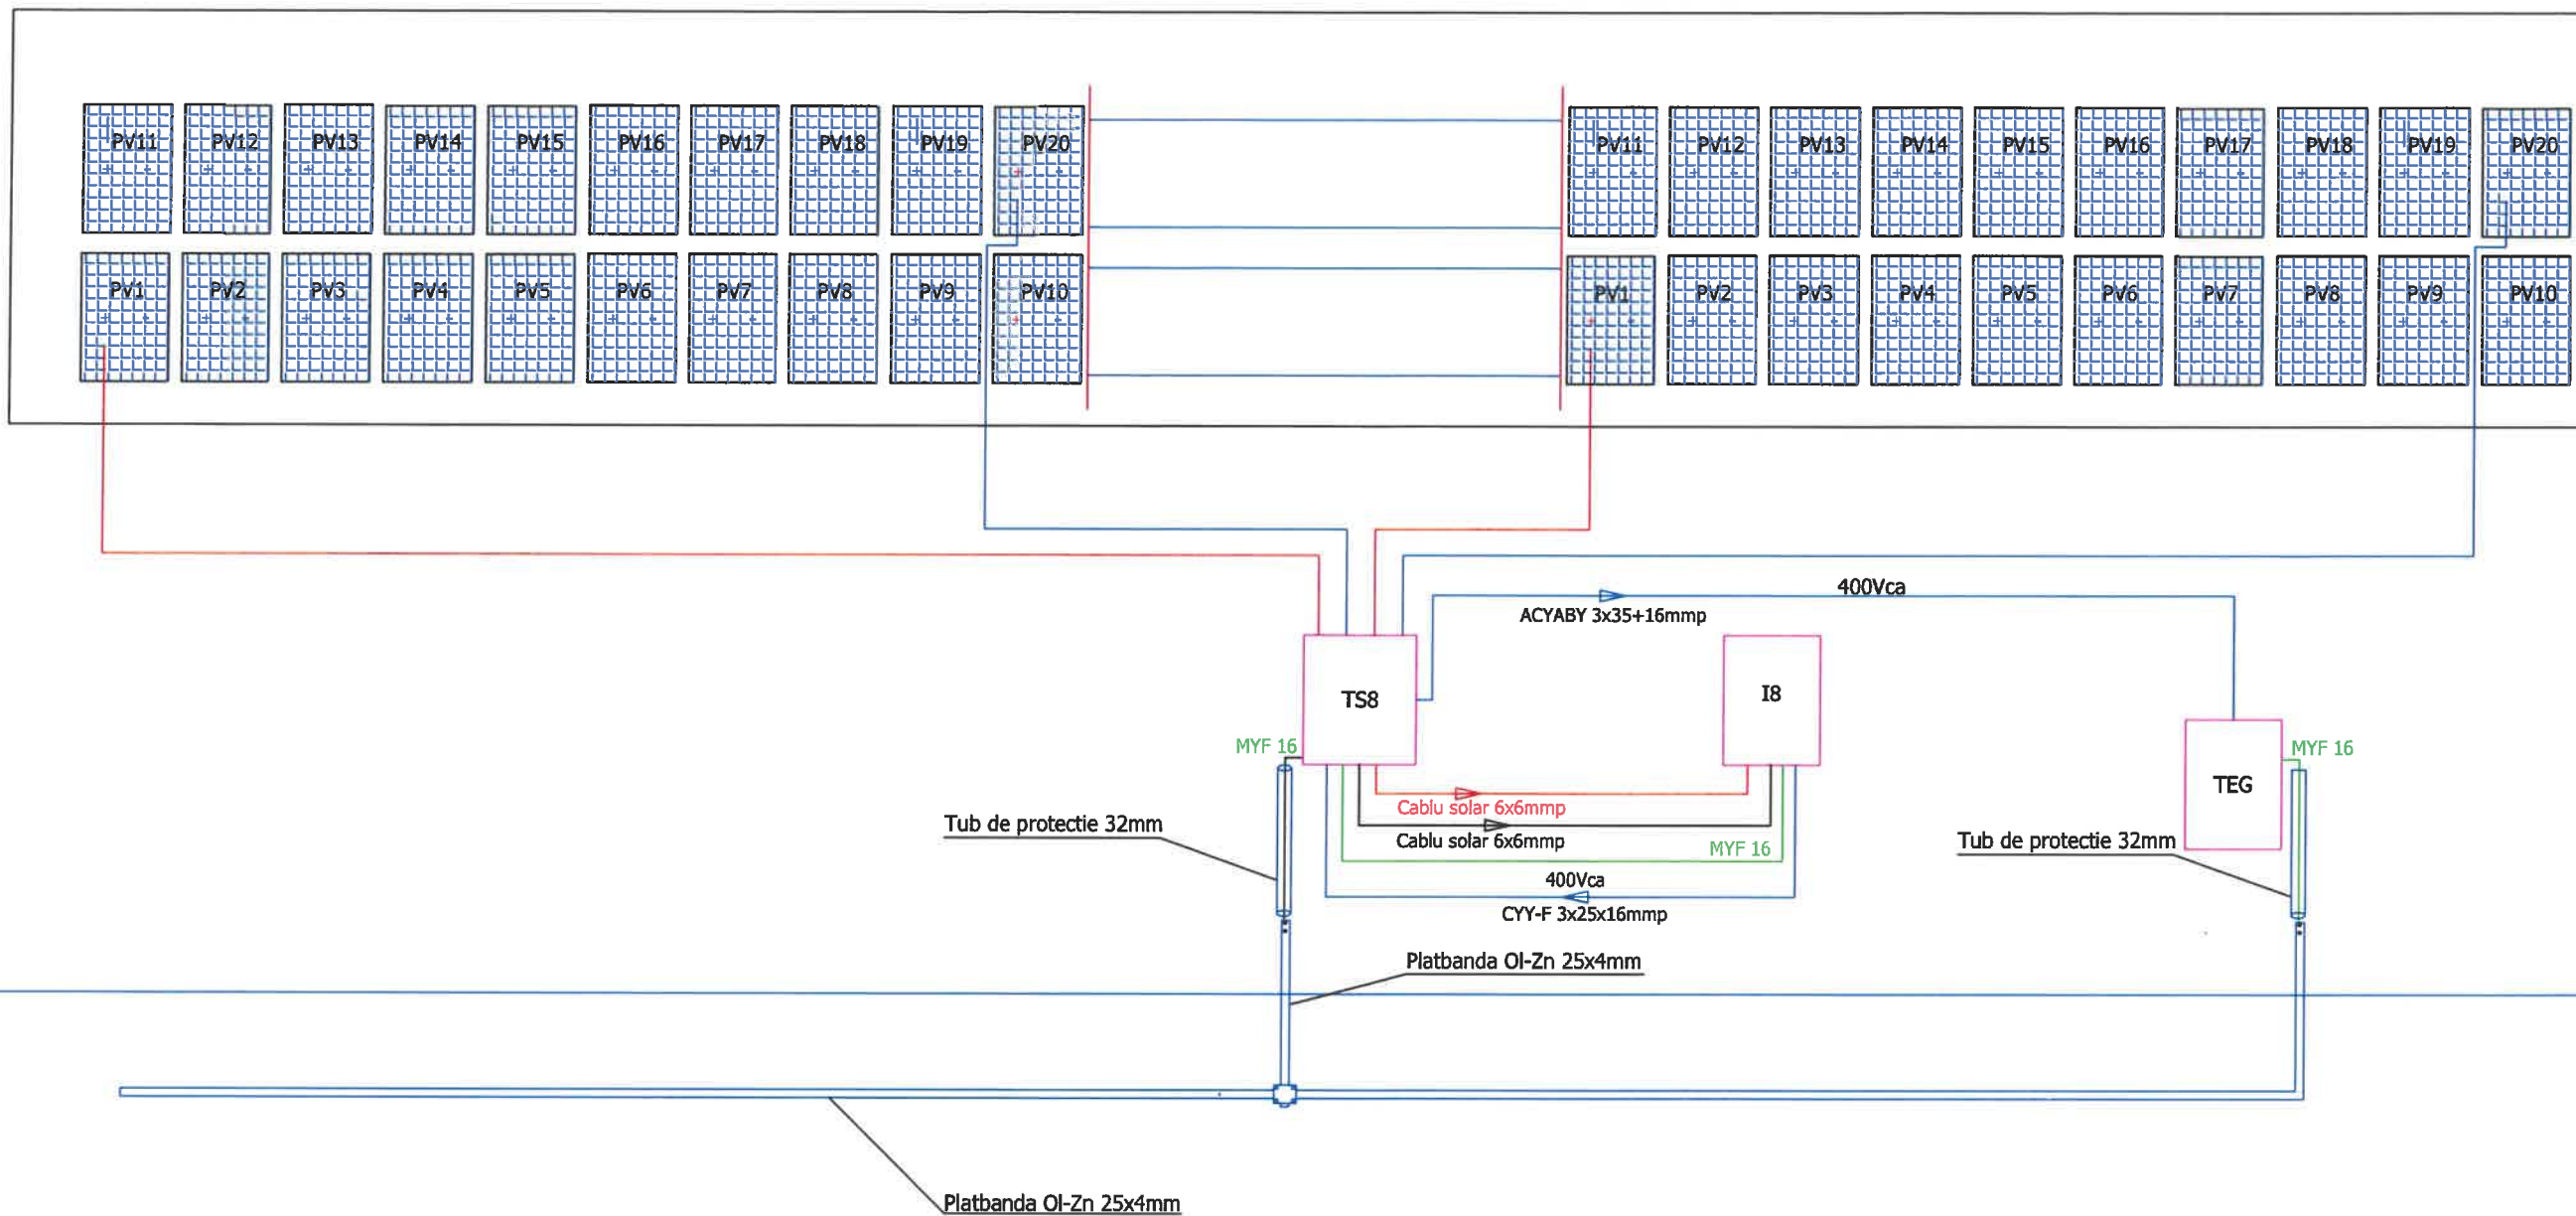 PV11 PV12 PV13 PV14 PV15 PV16 PV17 PV18 PV19 PV20 PV11 PV12 PV13 PV14 PV15 PV16 PV17 PV18 PV19 PV20
PV1 PV2 PV3 PV4 PV5 PV6 PV7 PV8 PV9 PV10 PV1 PV2 PV3 PV4 PV5 PV6 PV7 PV8 PV9 PV10
400Vca
ACYABY 3x35+16mmp
TS8
I8
MYF 16
MYF 16
TEG
Cablu solar 6x6mmp
Tub de protectie 32mm
Cablu solar 6x6mmp
MYF 16
Tub de protectie 32mm
400Vca
CYY-F 3x25x16mmp
Platbanda Ol-Zn 25x4mm
Platbanda Ol-Zn 25x4mm